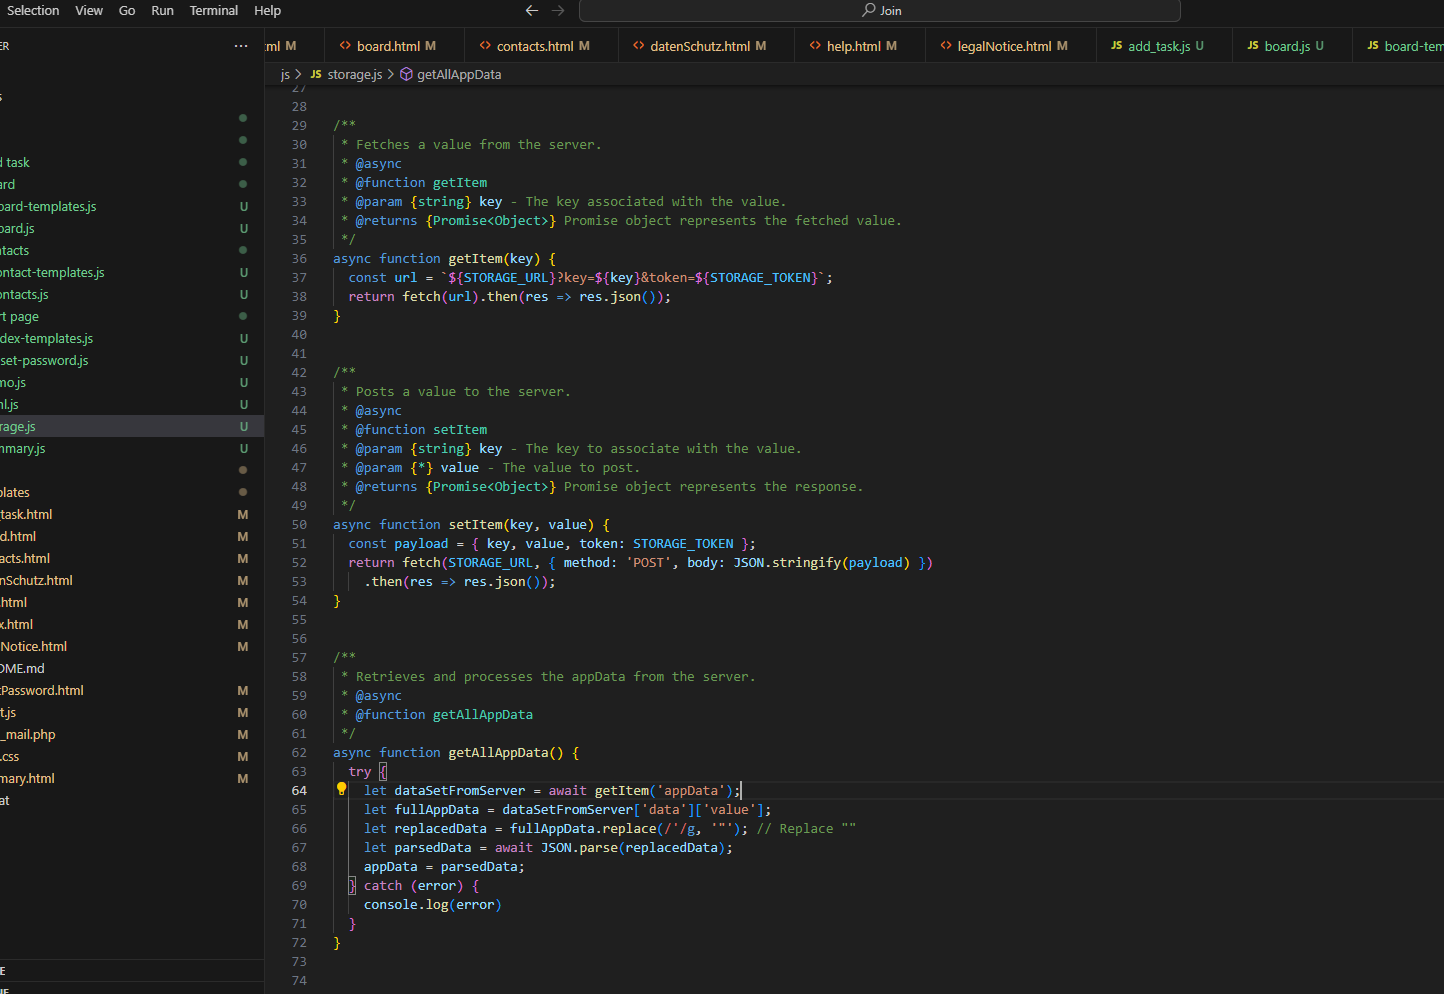 Selection View Go Run Terminal Help
Join
ER
ml M
board.html M
contacts.html M
datenSchutz.html M
help.html M
legalNotice.html M
JS add_task.js U
JS board.js U
JS board-tem
js > JS storage.js > getAllAppData
s
d task
ard
oard-templates.js U
oard.js U
ntacts
ontact-templates.js U
ontacts.js U
rt page
dex-templates.js U
set-password.js U
mo.js U
nl.js U
rage.js U
nmary.js U
plates
_task.html M
d.html M
acts.html M
nSchutz.html M
.html M
x.html M
Notice.html M
OME.md
tPassword.html M
t.js M
_mail.php M
.css M
mary.html M
at
E
NE
27
28
29 /**
30 * Fetches a value from the server.
31 * @async
32 * @function getItem
33 * @param {string} key - The key associated with the value.
34 * @returns {Promise<Object>} Promise object represents the fetched value.
35 */
36 async function getItem(key) {
37 const url = `${STORAGE_URL}?key=${key}&token=${STORAGE_TOKEN}`;
38 return fetch(url).then(res => res.json());
39 }
40
41
42 /**
43 * Posts a value to the server.
44 * @async
45 * @function setItem
46 * @param {string} key - The key to associate with the value.
47 * @param {*} value - The value to post.
48 * @returns {Promise<Object>} Promise object represents the response.
49 */
50 async function setItem(key, value) {
51 const payload = { key, value, token: STORAGE_TOKEN };
52 return fetch(STORAGE_URL, { method: 'POST', body: JSON.stringify(payload) })
53 .then(res => res.json());
54 }
55
56
57 /**
58 * Retrieves and processes the appData from the server.
59 * @async
60 * @function getAllAppData
61 */
62 async function getAllAppData() {
63 try {
64 let dataSetFromServer = await getItem('appData');
65 let fullAppData = dataSetFromServer['data']['value'];
66 let replacedData = fullAppData.replace(/'/g, '"'); // Replace ""
67 let parsedData = await JSON.parse(replacedData);
68 appData = parsedData;
69 } catch (error) {
70 console.log(error)
71 }
72 }
73
74